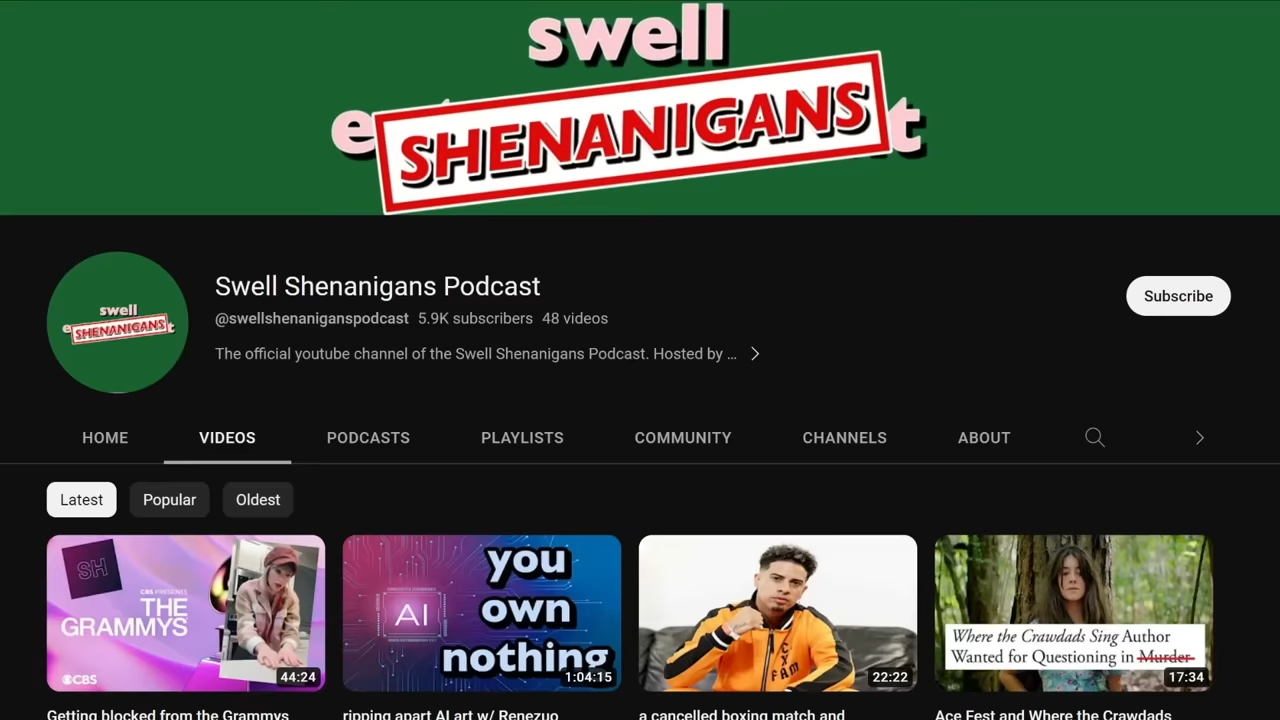 swell
e SHENANIGANS t
swell
e SHENANIGANS t
Swell Shenanigans Podcast
@swellshenaniganspodcast 5.9K subscribers 48 videos
The official youtube channel of the Swell Shenanigans Podcast. Hosted by ...
Subscribe
HOME VIDEOS PODCASTS PLAYLISTS COMMUNITY CHANNELS ABOUT
Latest Popular Oldest
SH
CBS PRESENTS
THE
GRAMMYS
CBS
44:24
AI
you
own
nothing
1:04:15
FAM
22:22
Where the Crawdads Sing Author
Wanted for Questioning in Murder
17:34
Getting blocked from the Grammys
ripping apart AI art w/ Renezuo
a cancelled boxing match and
Ace Fest and Where the Crawdads